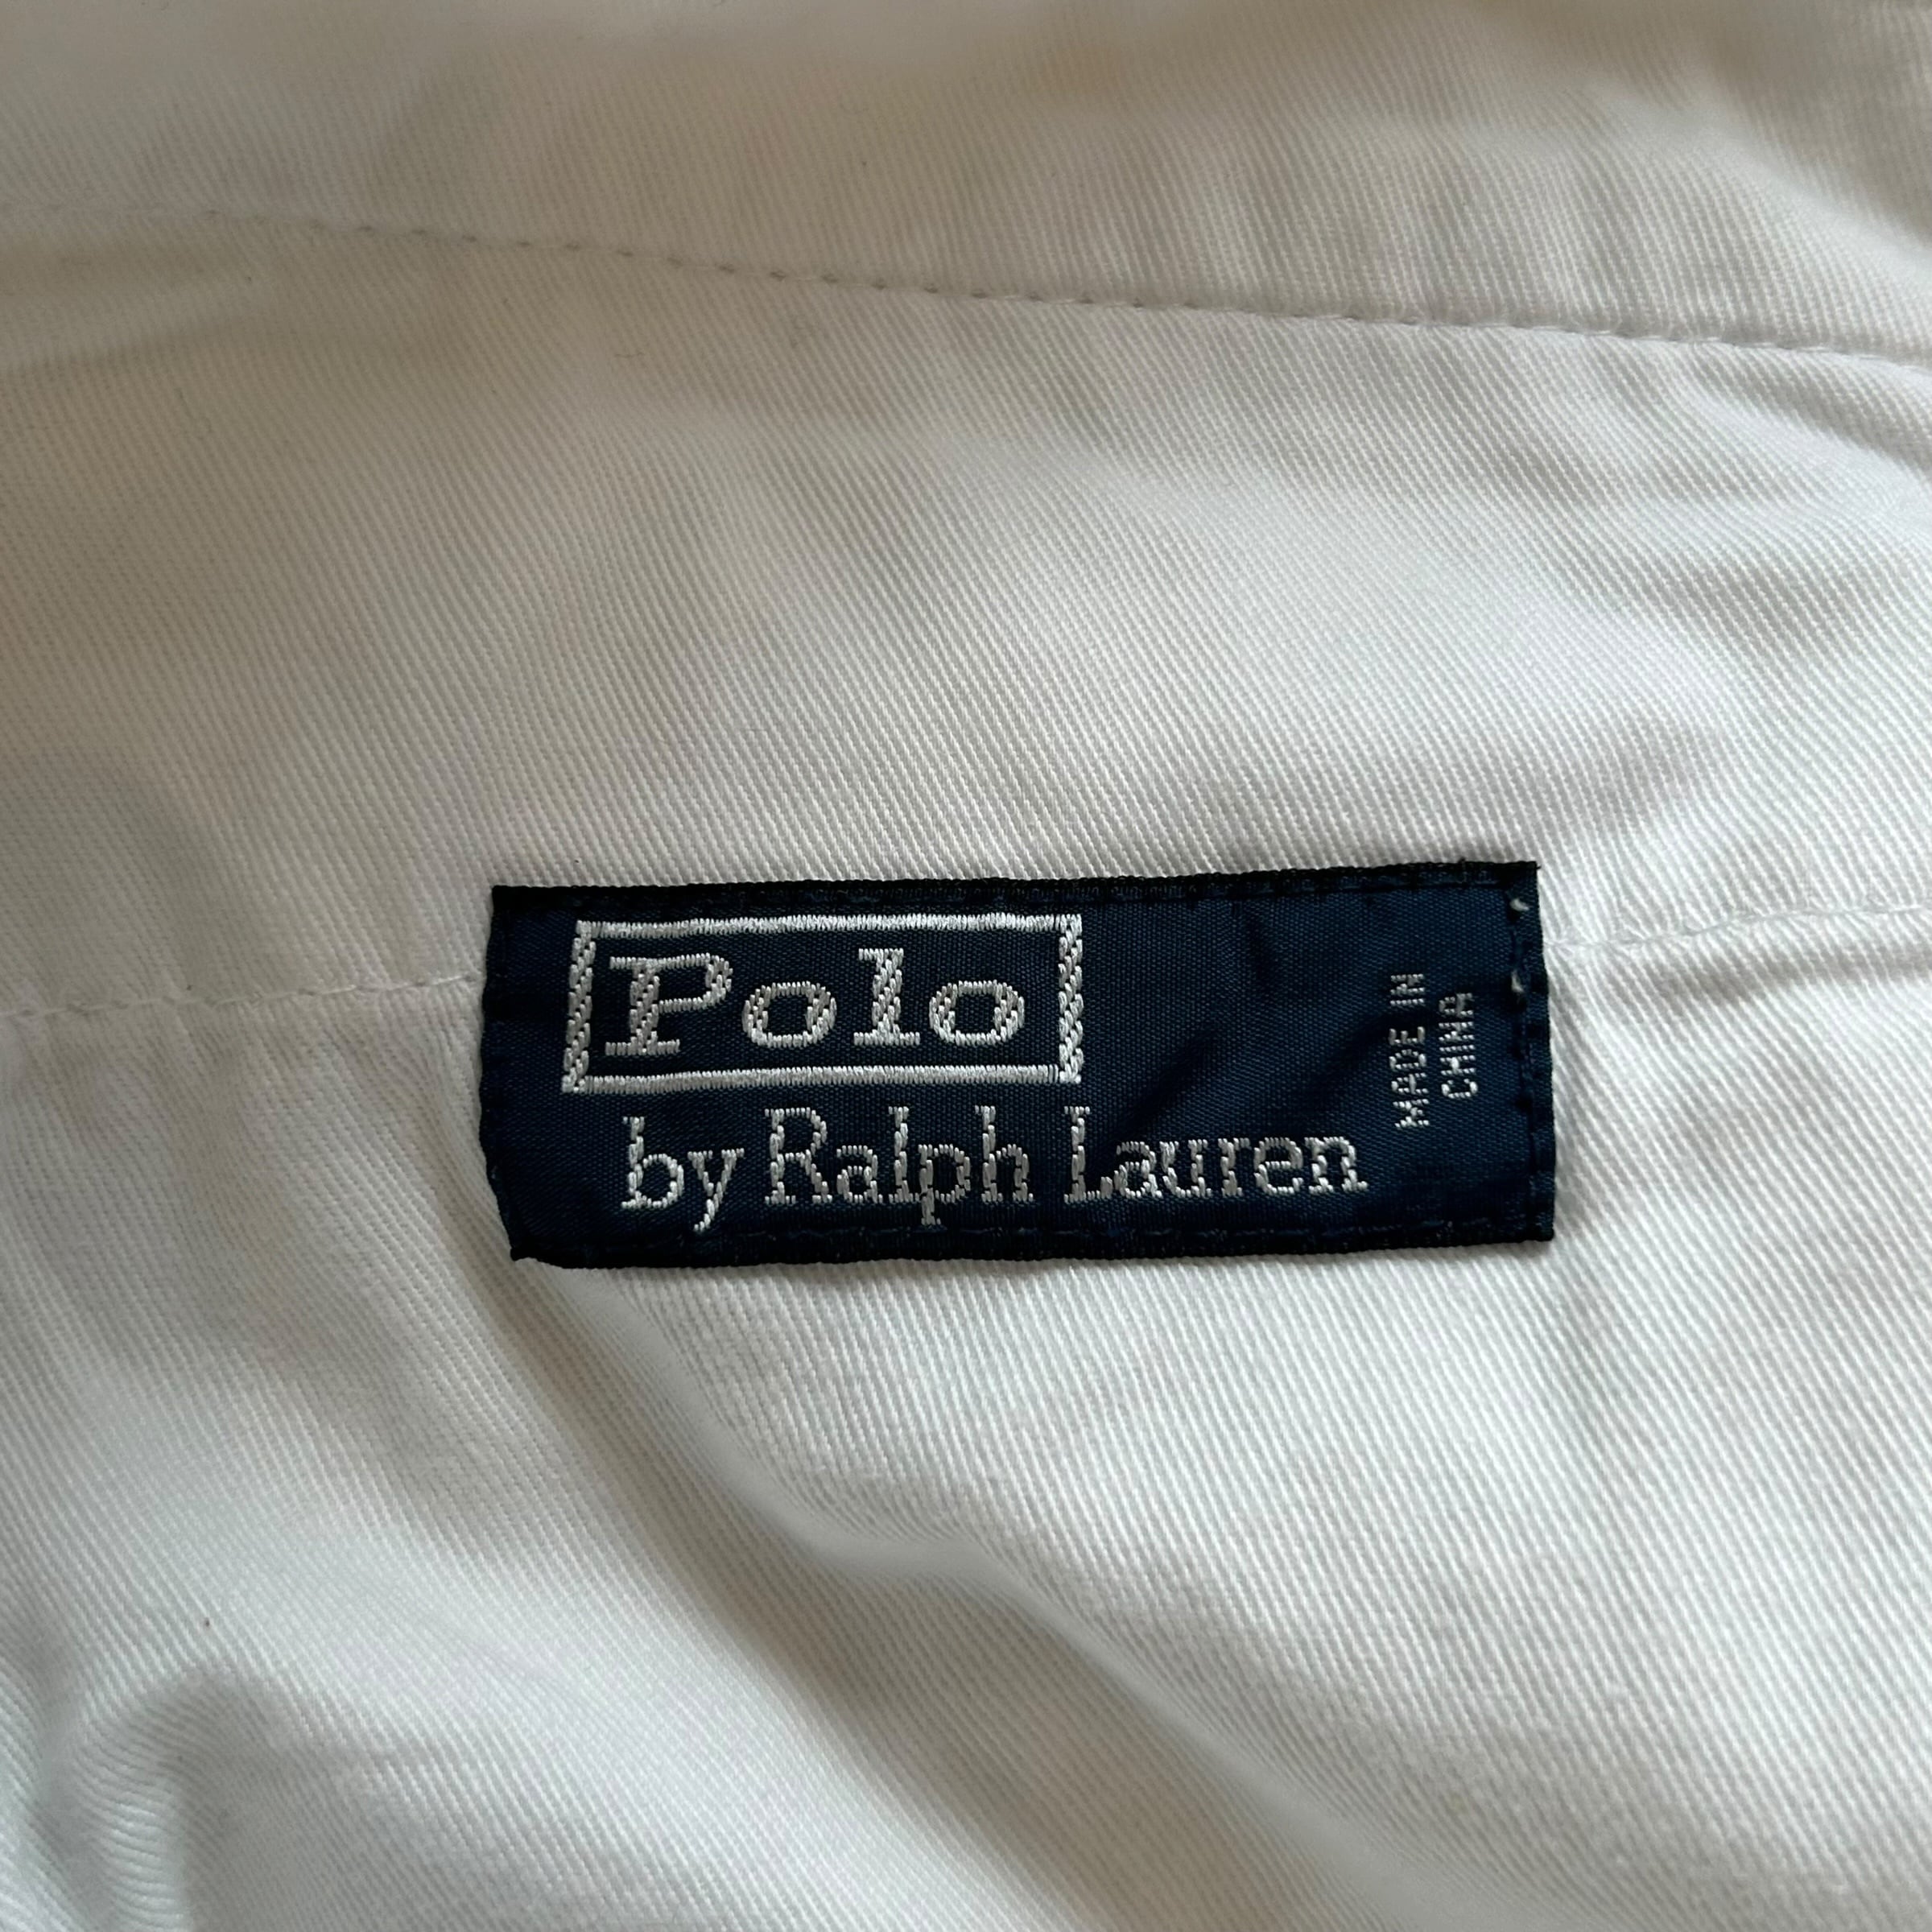 Polo
by Ralph Lauren
MADE IN
CHINA